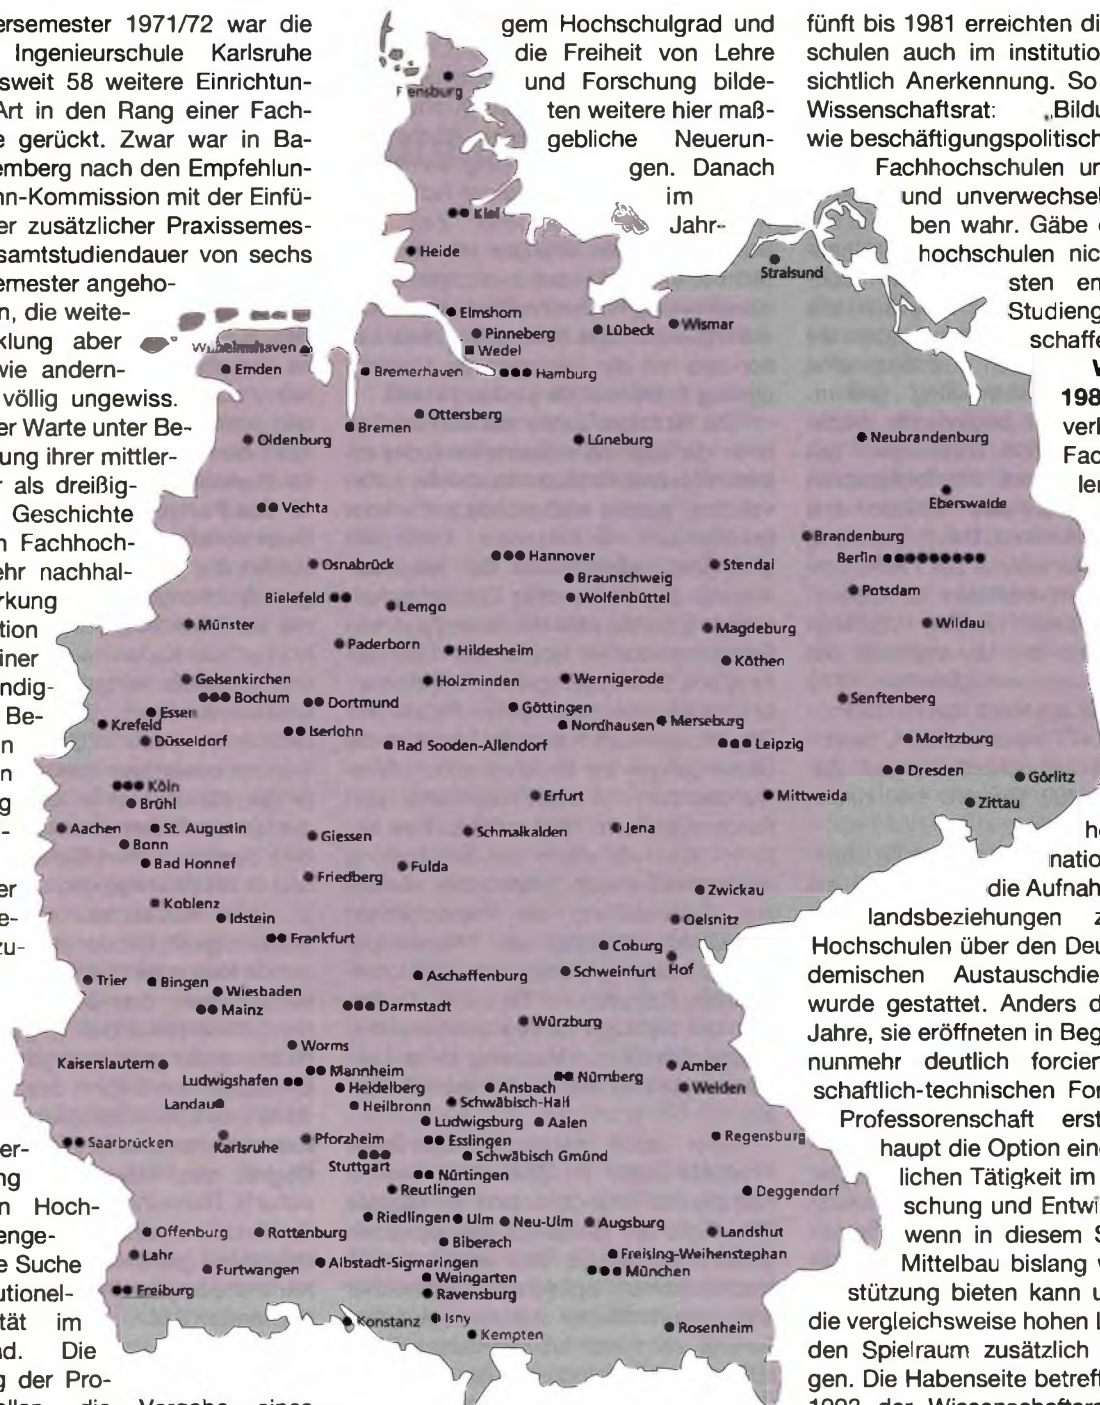 ersemester 1971/72 war die
Ingenieurschule Karlsruhe
sweit 58 weitere Einrichtun-
Art in den Rang einer Fach-
e gerückt. Zwar war in Ba-
emberg nach den Empfehlun-
nn-Kommission mit der Einfü-
er zusätzlicher Praxissemes-
samtstudiendauer von sechs
emester angeho-
n, die weite-
klung aber
wie andern-
völlig ungewiss.
er Warte unter Be-
ung ihrer mittler-
r als dreißig-
Geschichte
n Fachhoch-
ehr nachhal-
rkung
tion
iner
ndig-
Be-
n
n
g
-
er
e-
zu-
er-
ng
n Hoch-
enge-
e Suche
utionel-
tät im
nd. Die
g der Pro-
gem Hochschulgrad und
die Freiheit von Lehre
und Forschung bilde-
ten weitere hier maß-
gebliche Neuerun-
gen. Danach
im
Jahr-
fünft bis 1981 erreichten di
schulen auch im institutio
sichtlich Anerkennung. So
Wissenschaftsrat: „Bildu
wie beschäftigungspolitisch
Fachhochschulen un
und unverwechsel
ben wahr. Gäbe e
hochschulen nic
sten en
Studieng
schaffe
W
198
verl
Fac
len
he
natio
die Aufnah
landsbeziehungen z
Hochschulen über den Deu
demischen Austauschdie
wurde gestattet. Anders d
Jahre, sie eröffneten in Beg
nunmehr deutlich forcier
schaftlich-technischen For
Professorenschaft erst
haupt die Option eine
lichen Tätigkeit im
schung und Entwi
wenn in diesem S
Mittelbau bislang v
stützung bieten kann u
die vergleichsweise hohen L
den Spielraum zusätzlich
gen. Die Habenseite betreff
Flensburg
Kiel
Heide
Stralsund
Elmshorn
Pinneberg
Lübeck
Wismar
Wedel
Wilhelmshaven
Emden
Bremerhaven
Hamburg
Ottersberg
Bremen
Oldenburg
Lüneburg
Neubrandenburg
Eberswalde
Vechta
Brandenburg
Hannover
Berlin
Osnabrück
Stendal
Braunschweig
Potsdam
Bielefeld
Wolfenbüttel
Lemgo
Münster
Magdeburg
Wildau
Paderborn
Hildesheim
Köthen
Gelsenkirchen
Holzminden
Wernigerode
Bochum
Dortmund
Senftenberg
Essen
Göttingen
Krefeld
Nordhausen
Merseburg
Iserlohn
Düsseldorf
Bad Sooden-Allendorf
Leipzig
Moritzburg
Dresden
Görlitz
Köln
Brühl
Erfurt
Mittweida
Zittau
Aachen
St. Augustin
Giessen
Schmalkalden
Jena
Bonn
Bad Honnef
Fulda
Friedberg
Zwickau
Koblenz
Idstein
Oelsnitz
Frankfurt
Coburg
Hof
Trier
Bingen
Aschaffenburg
Schweinfurt
Wiesbaden
Mainz
Darmstadt
Würzburg
Worms
Kaiserslautern
Mannheim
Amber
Ludwigshafen
Heidelberg
Ansbach
Nürnberg
Weiden
Landau
Heilbronn
Schwäbisch-Hall
Ludwigsburg
Aalen
Saarbrücken
Karlsruhe
Pforzheim
Esslingen
Regensburg
Stuttgart
Schwäbisch Gmünd
Nürtingen
Reutlingen
Deggendorf
Riedlingen
Ulm
Neu-Ulm
Augsburg
Offenburg
Rottenburg
Landshut
Biberach
Lahr
Freising-Weihenstephan
Furtwangen
Albstadt-Sigmaringen
München
Weingarten
Freiburg
Ravensburg
Konstanz
Isny
Kempten
Rosenheim